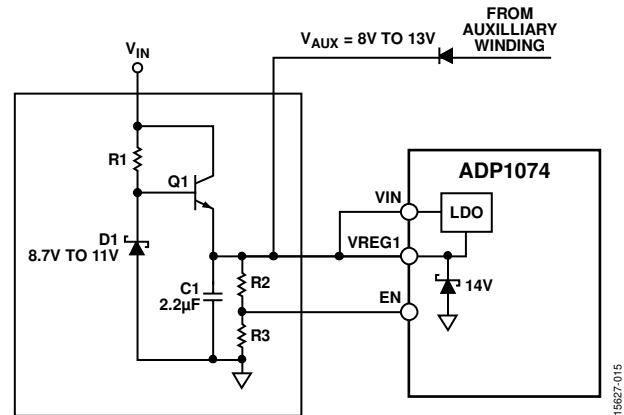 FROM
AUXILLIARY
WINDING
VAUX = 8V TO 13V
VIN
R1
Q1
D1
8.7V TO 11V
C1
2.2µF
R2
R3
ADP1074
VIN
LDO
VREG1
14V
EN
15627-015